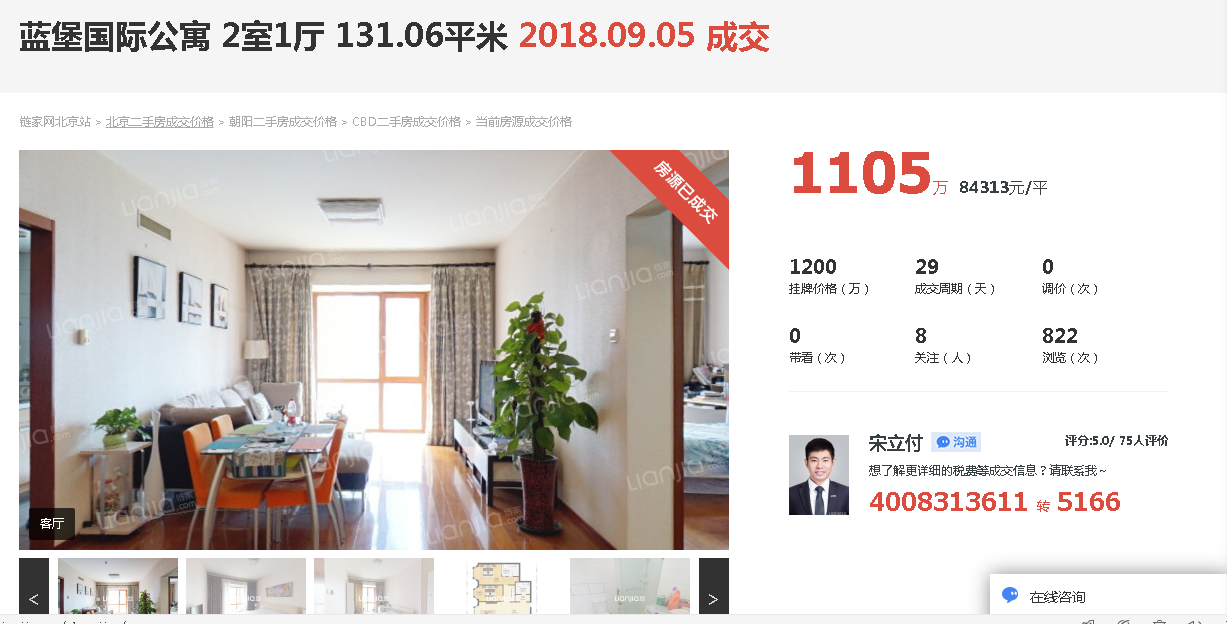 蓝堡国际公寓 2室1厅 131.06平米 2018.09.05 成交
链家网北京站 > 北京二手房成交价格 > 朝阳二手房成交价格 > CBD二手房成交价格 > 当前房源成交价格
房源已成交
客厅
< >
1105万 84313元/平
1200 29 0
挂牌价格（万） 成交周期（天） 调价（次）
0 8 822
带看（次） 关注（人） 浏览（次）
宋立付 沟通 评分:5.0/ 75人评价
想了解更详细的税费等成交信息？请联系我~
4008313611 转 5166
在线咨询